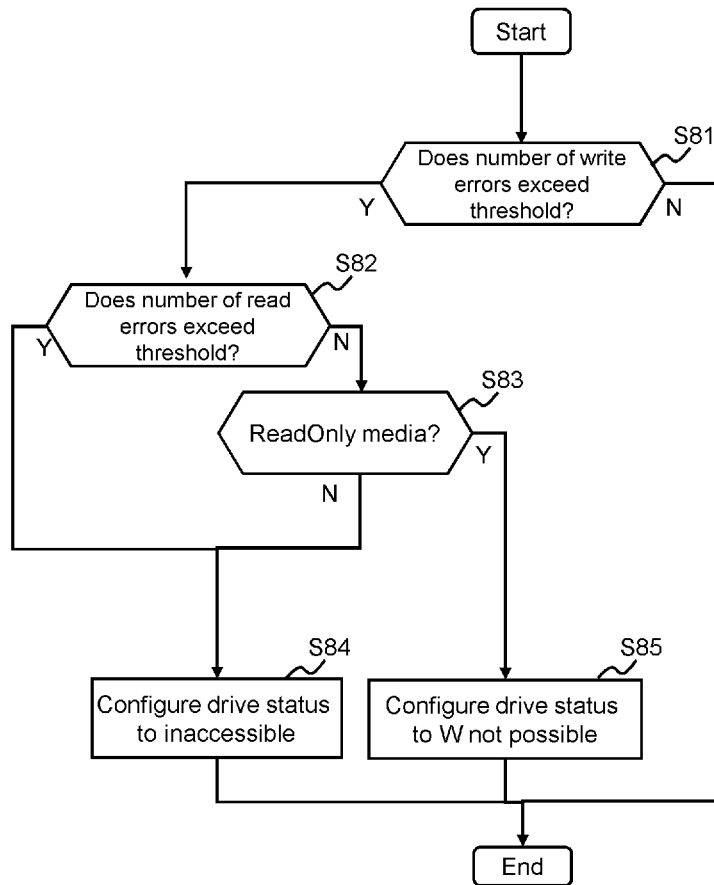 Start
S81
Does number of write
errors exceed
threshold?
Y
N
S82
Does number of read
errors exceed
threshold?
Y
N
S83
ReadOnly media?
Y
N
S84
Configure drive status
to inaccessible
S85
Configure drive status
to W not possible
End